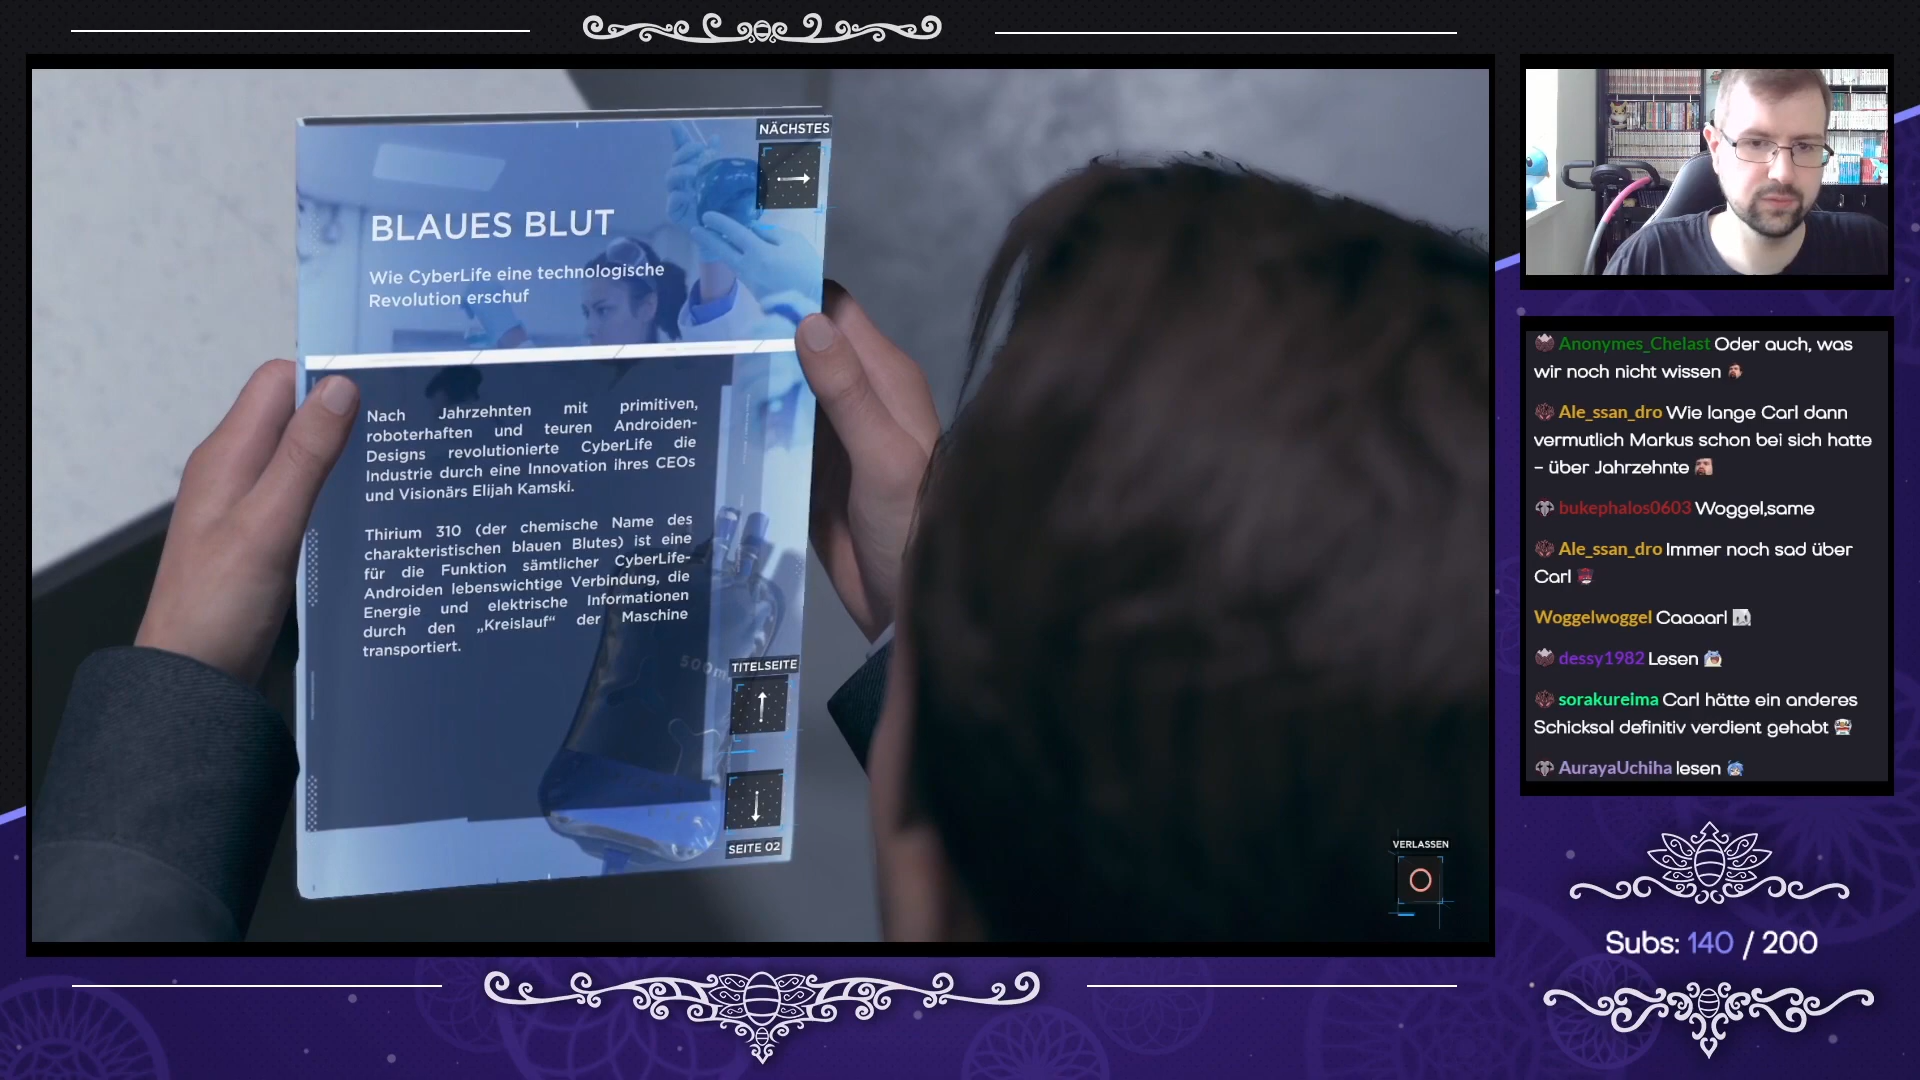 NÄCHSTES
BLAUES BLUT
Wie CyberLife eine technologische
Revolution erschuf
Nach Jahrzehnten mit primitiven,
roboterhaften und teuren Androiden-
Designs revolutionierte CyberLife die
Industrie durch eine Innovation ihres CEOs
und Visionärs Elijah Kamski.
Thirium 310 (der chemische Name des
charakteristischen blauen Blutes) ist eine
für die Funktion sämtlicher CyberLife-
Androiden lebenswichtige Verbindung, die
Energie und elektrische Informationen
durch den „Kreislauf“ der Maschine
transportiert.
TITELSEITE
SEITE 02
VERLASSEN
Anonymes_Chelast Oder auch, was
wir noch nicht wissen
Ale_ssan_dro Wie lange Carl dann
vermutlich Markus schon bei sich hatte
- über Jahrzehnte
bukephalos0603 Woggel,same
Ale_ssan_dro Immer noch sad über
Carl
Woggelwoggel Caaaarl
dessy1982 Lesen
sorakureima Carl hätte ein anderes
Schicksal definitiv verdient gehabt
AurayaUchiha lesen
Subs: 140 / 200